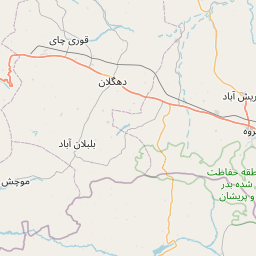 قوری چای
دهگلان
ریش آباد
روه
بلبلان آباد
طقه حفاظت
شده بدر
و پریشان
موچش